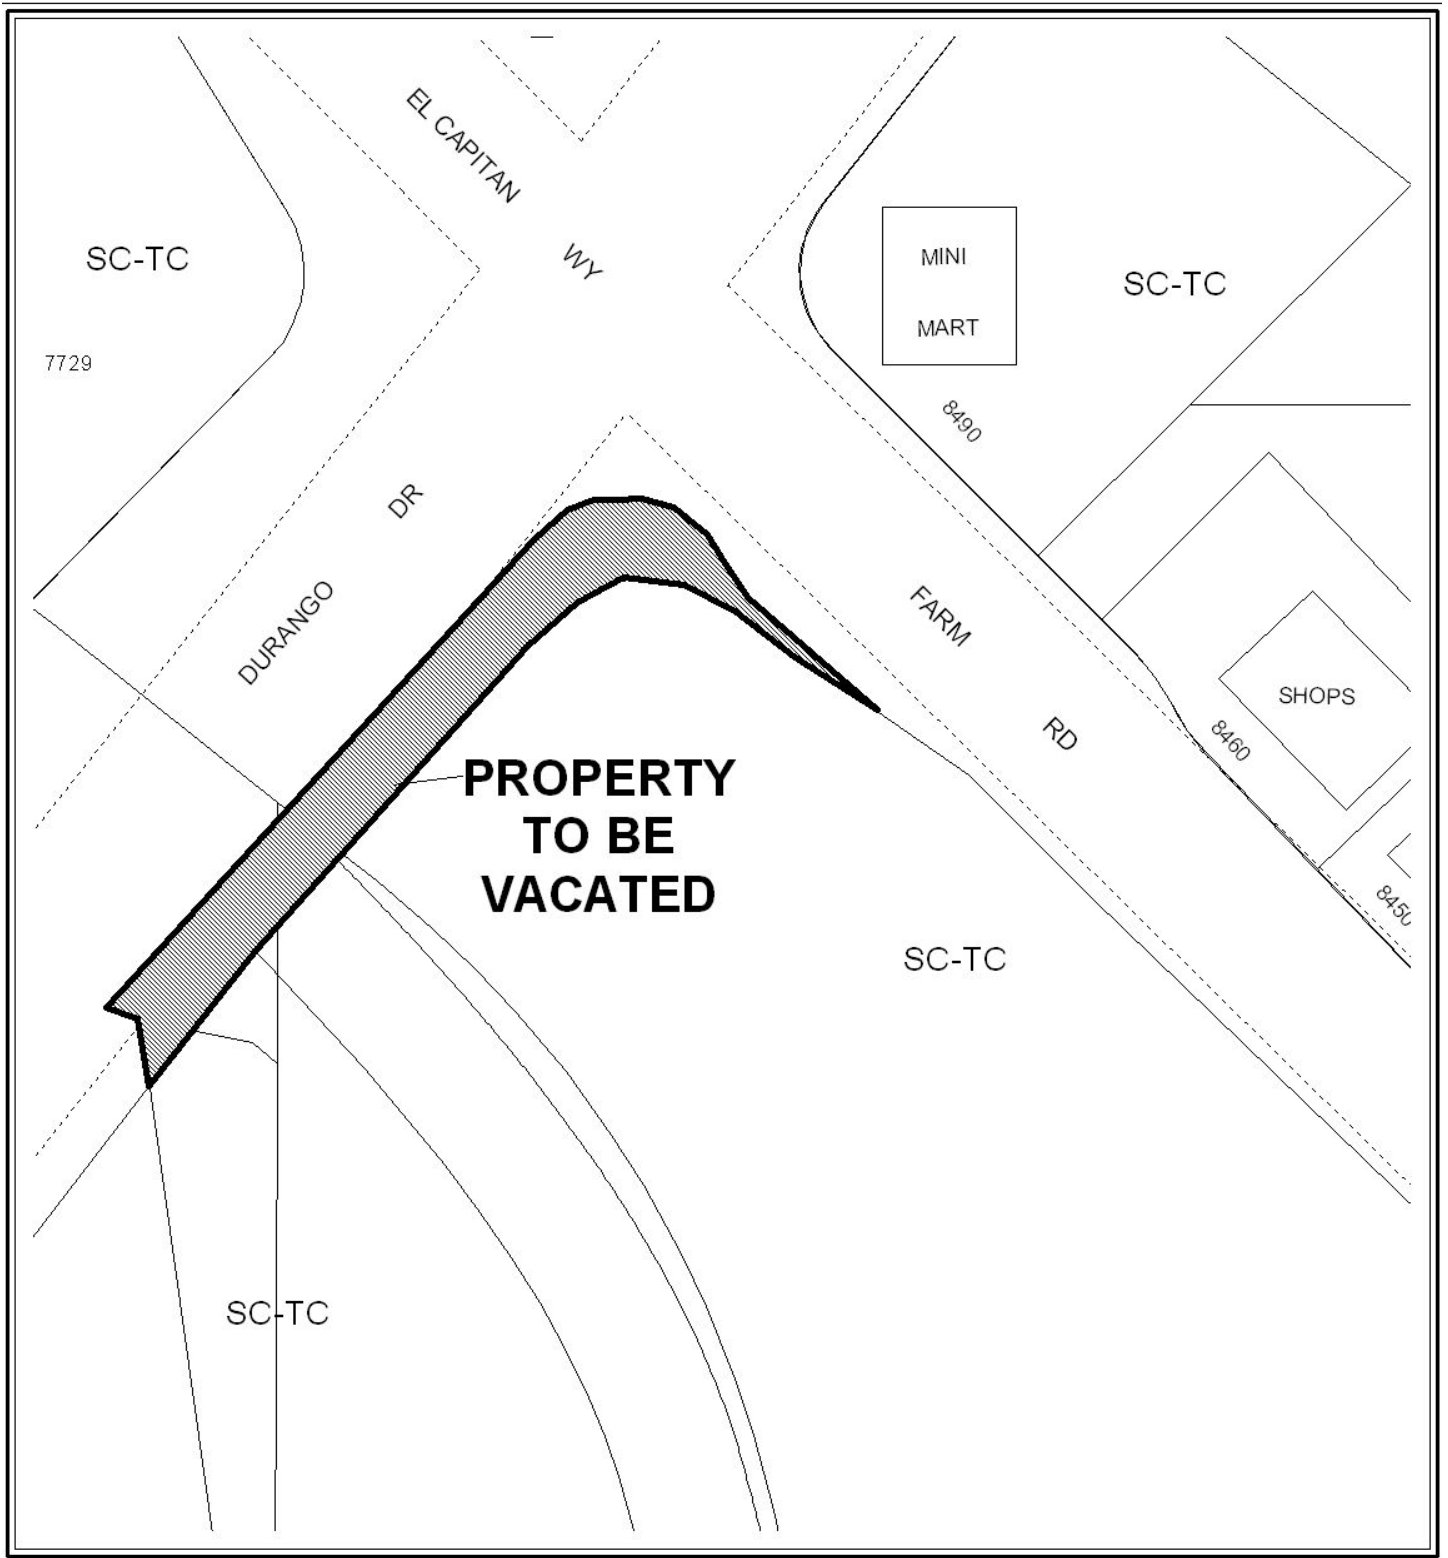 EL CAPITAN
WY
SC-TC
MINI
MART
SC-TC
7729
8490
DR
DURANGO
FARM
RD
SHOPS
8460
PROPERTY
TO BE
VACATED
8450
SC-TC
SC-TC